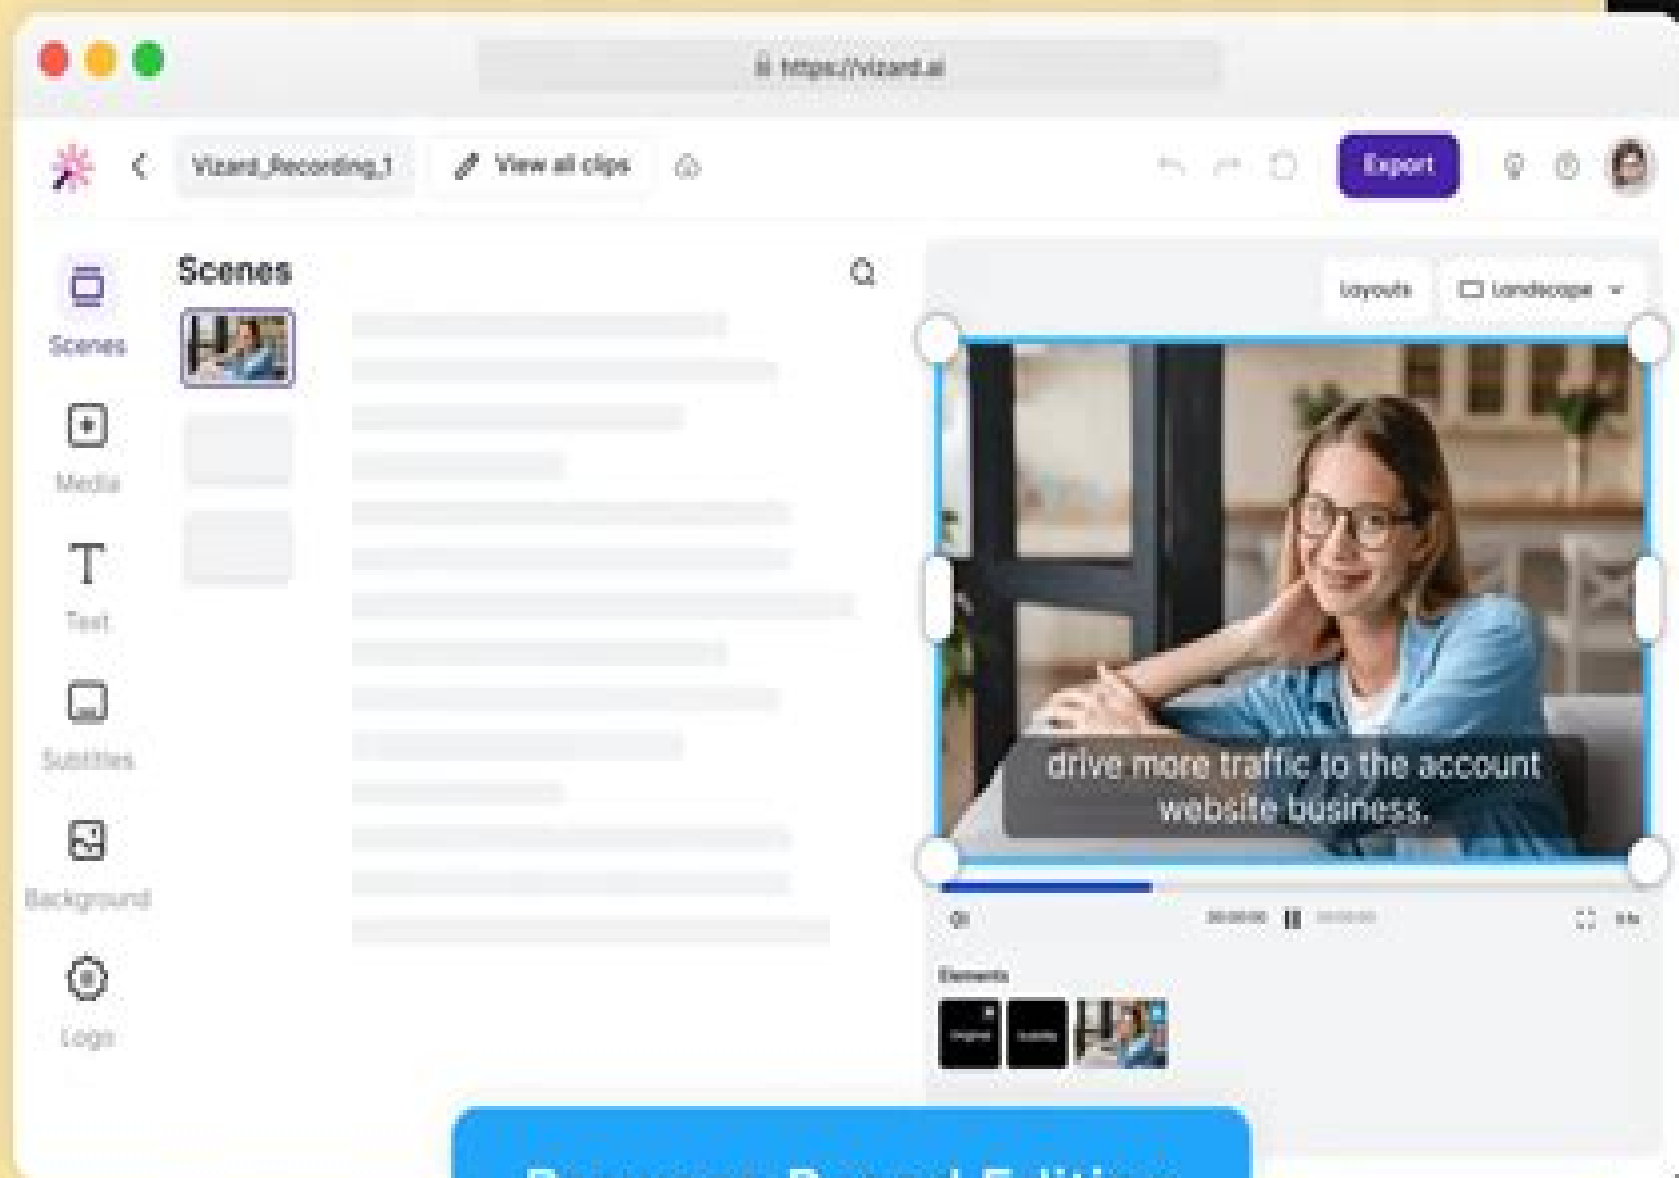 https://vizard.ai
Vizard_Recording_1
View all clips
Export
Scenes
Layouts
Landscape
Scenes
Media
Text
Subtitles
Background
Logo
drive more traffic to the account
website business.
Elements